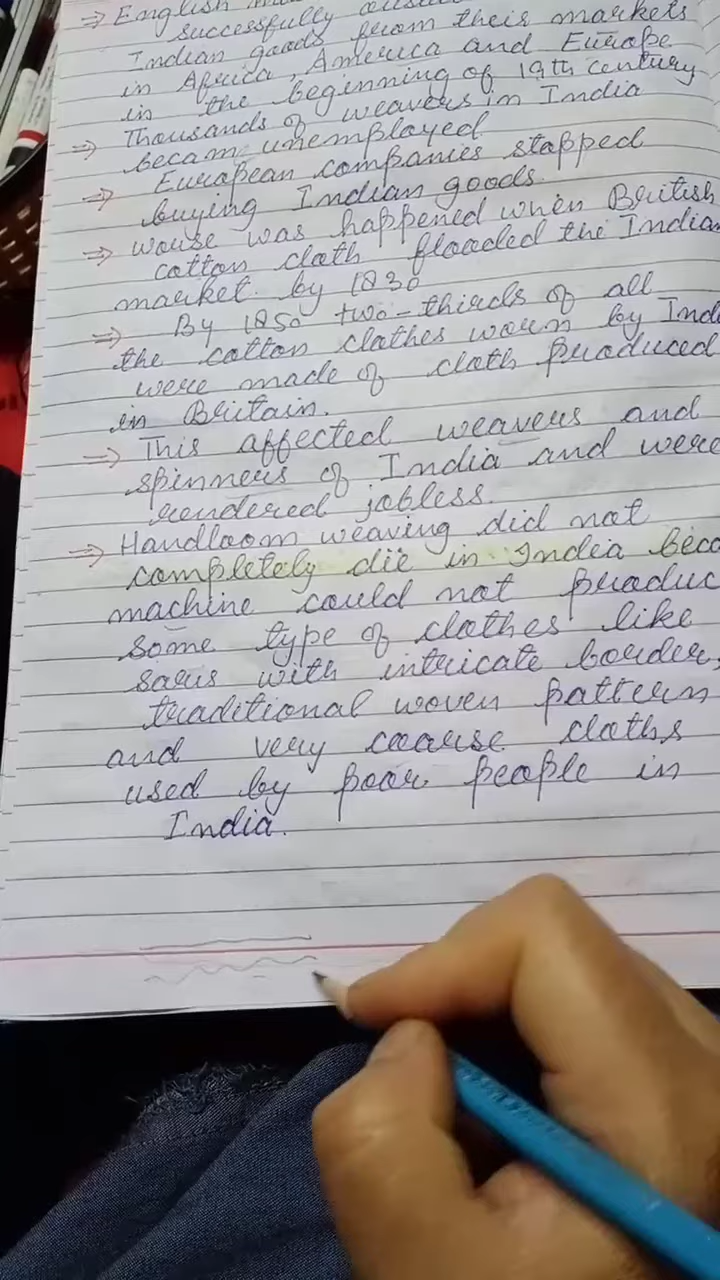 ⇒ English
successfully
Indian goods from their markets
in Africa, America and Europe
in the beginning of 19th century
⇒ Thousands of weavers in India
becam unemployed
⇒ European companies stopped
buying Indian goods.
⇒ worse was happened when British
cotton cloth flooded the Indian
market by 1830
⇒ By 1850 two-thirds of all
the cotton clothes worn by Ind
were made of cloth produced
in Britain.
⇒ This affected weavers and
spinners of India and were
rendered jobless.
⇒ Handloom weaving did not
completely die in India beca
machine could not produc
some type of clothes like
saris with intricate border,
traditional woven pattern
and very coarse cloths
used by poor people in
India.